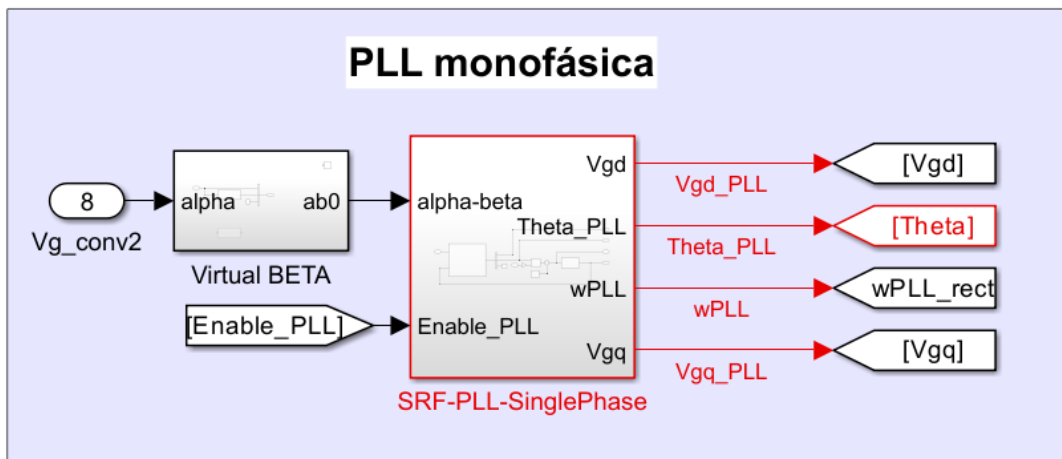 PLL monofásica
8
Vg_conv2
alpha
ab0
Virtual BETA
[Enable_PLL]
alpha-beta
Enable_PLL
Vgd
Theta_PLL
wPLL
Vgq
SRF-PLL-SinglePhase
Vgd_PLL
Theta_PLL
wPLL
Vgq_PLL
[Vgd]
[Theta]
wPLL_rect
[Vgq]